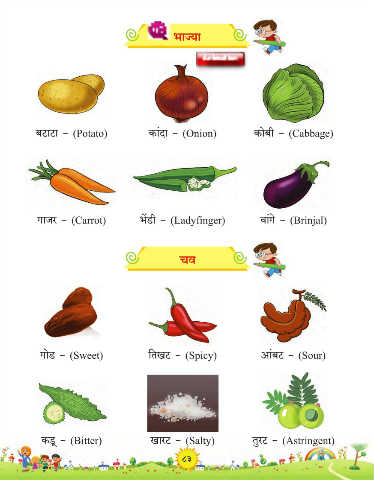 भाज्या
बटाटा – (Potato) कांदा – (Onion) कोबी – (Cabbage)
गाजर – (Carrot) भेंडी – (Ladyfinger) वांगे – (Brinjal)
चव
गोड – (Sweet) तिखट – (Spicy) आंबट – (Sour)
कडू – (Bitter) खारट – (Salty) तुरट – (Astringent)
८३